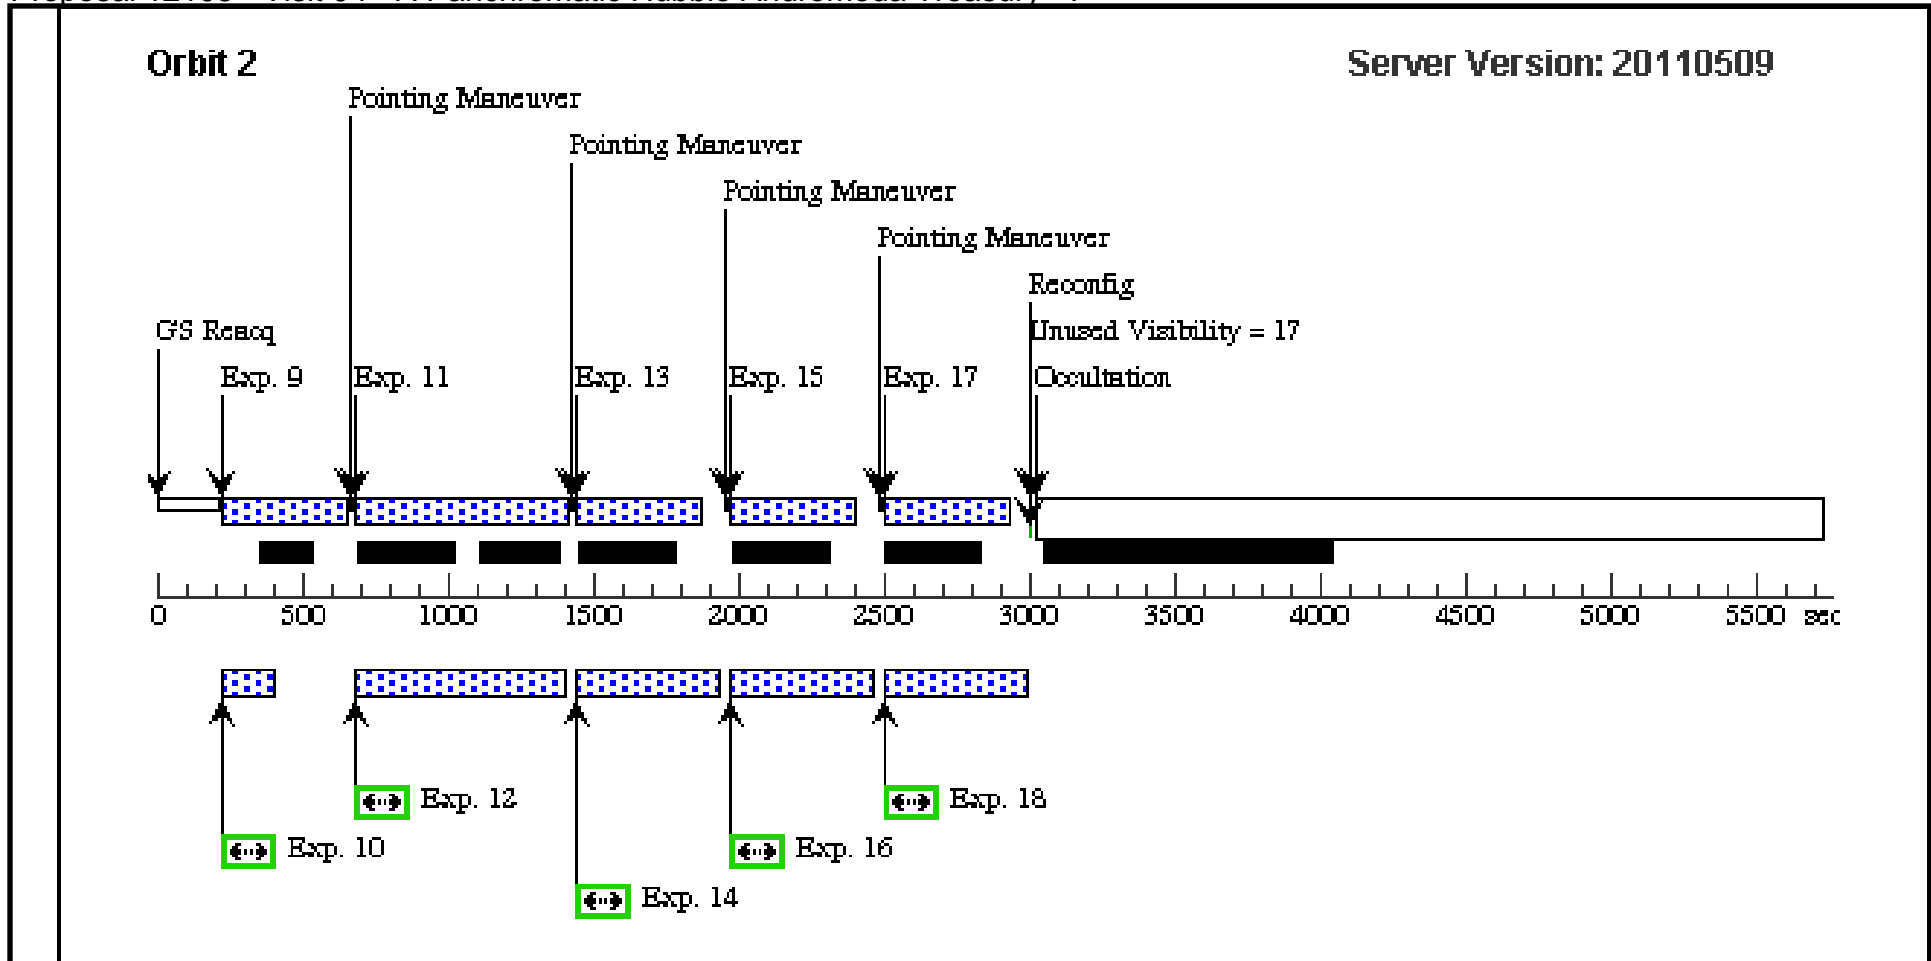 Orbit 2
Server Version: 20110509
Pointing Maneuver
Pointing Maneuver
Pointing Maneuver
Pointing Maneuver
Reconfig
GS Reacq
Unused Visibility = 17
Exp. 9
Exp. 11
Exp. 13
Exp. 15
Exp. 17
Occultation
0 500 1000 1500 2000 2500 3000 3500 4000 4500 5000 5500 sec
Exp. 12
Exp. 18
Exp. 10
Exp. 16
Exp. 14